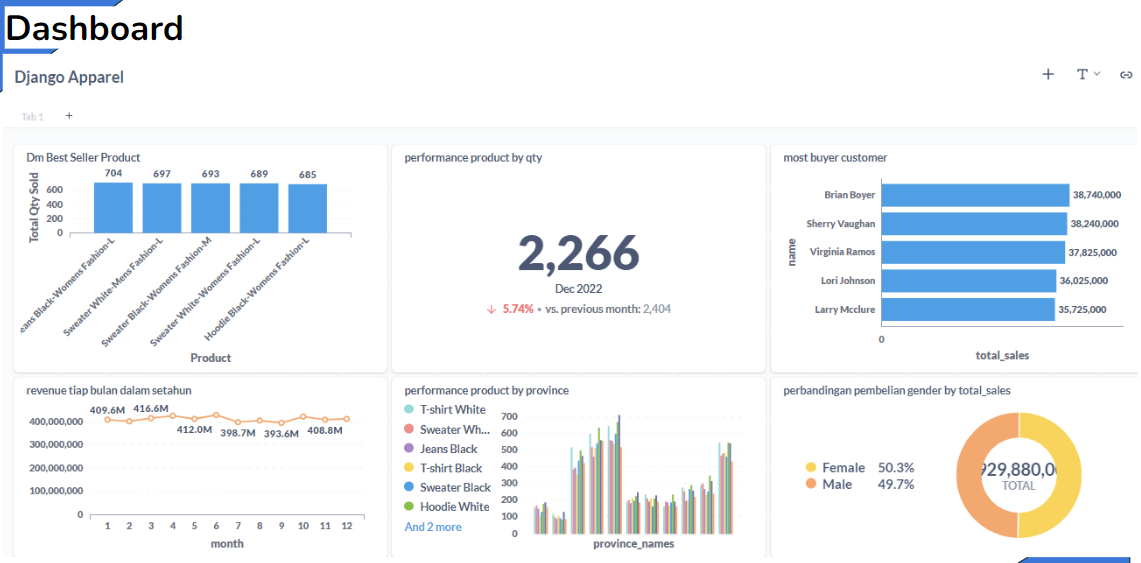 Dashboard
Django Apparel
Tab 1 +
Dm Best Seller Product
Total Qty Sold
600
400
200
0
704
697
693
689
685
eans Black-Womens Fashion-L
Sweater White-Mens Fashion-L
Sweater Black-Womens Fashion-M
Sweater White-Womens Fashion-L
Hoodie Black-Womens Fashion-L
Product
performance product by qty
2,266
Dec 2022
↓ 5.74% • vs. previous month: 2,404
most buyer customer
name
Brian Boyer 38,740,000
Sherry Vaughan 38,240,000
Virginia Ramos 37,825,000
Lori Johnson 36,025,000
Larry Mcclure 35,725,000
0
total_sales
revenue tiap bulan dalam setahun
400,000,000
300,000,000
200,000,000
100,000,000
0
409.6M
416.6M
412.0M
398.7M
393.6M
408.8M
1 2 3 4 5 6 7 8 9 10 11 12
month
performance product by province
T-shirt White
Sweater Wh...
Jeans Black
T-shirt Black
Sweater Black
Hoodie White
And 2 more
700
600
500
400
300
200
100
0
province_names
perbandingan pembelian gender by total_sales
Female 50.3%
Male 49.7%
929,880,0
TOTAL